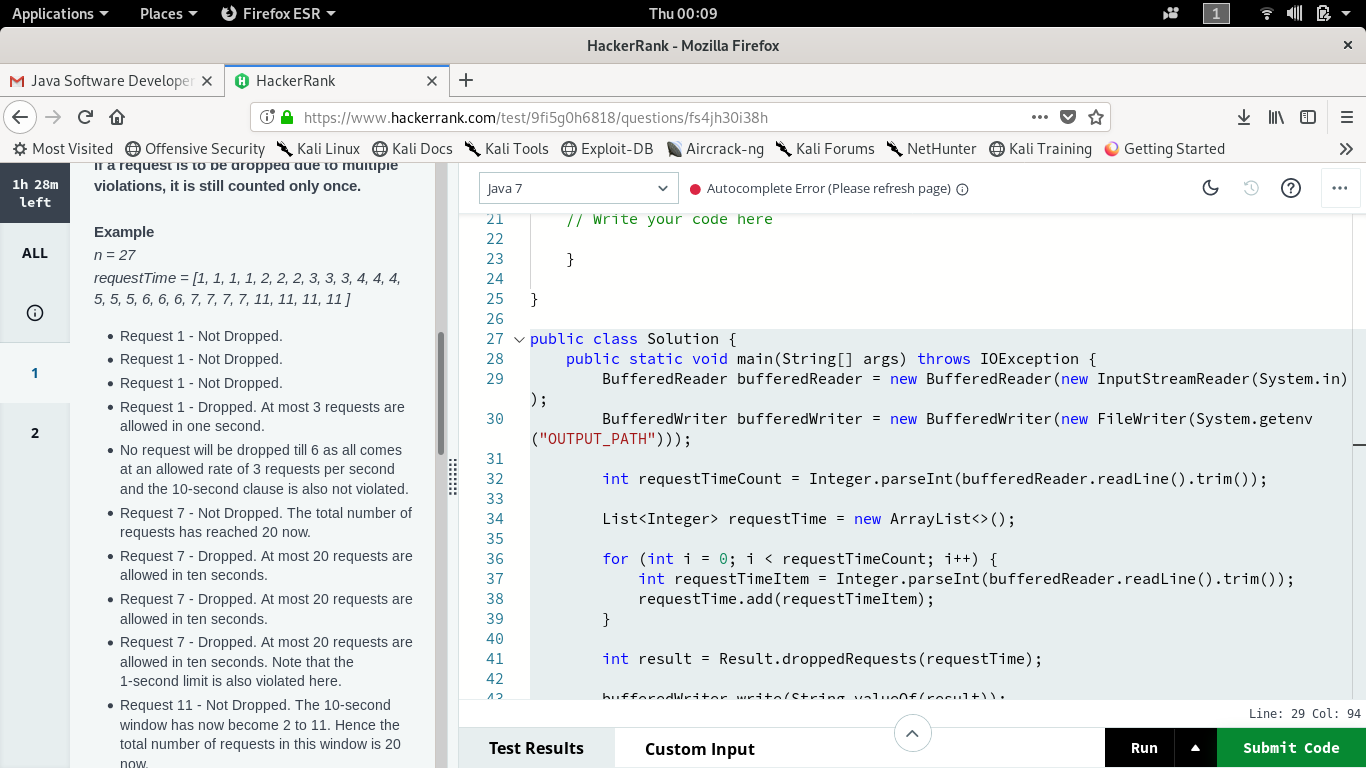 Applications Places Firefox ESR Thu 00:09 1
HackerRank - Mozilla Firefox
Java Software Developer HackerRank
https://www.hackerrank.com/test/9fi5g0h6818/questions/fs4jh30i38h
Most Visited Offensive Security Kali Linux Kali Docs Kali Tools Exploit-DB Aircrack-ng Kali Forums NetHunter Kali Training Getting Started
1h 28m
left
ALL
1
2
If a request is to be dropped due to multiple
violations, it is still counted only once.
Example
n = 27
requestTime = [1, 1, 1, 1, 2, 2, 2, 3, 3, 3, 4, 4, 4,
5, 5, 5, 6, 6, 6, 7, 7, 7, 7, 11, 11, 11, 11 ]
Request 1 - Not Dropped.
Request 1 - Not Dropped.
Request 1 - Not Dropped.
Request 1 - Dropped. At most 3 requests are
allowed in one second.
No request will be dropped till 6 as all comes
at an allowed rate of 3 requests per second
and the 10-second clause is also not violated.
Request 7 - Not Dropped. The total number of
requests has reached 20 now.
Request 7 - Dropped. At most 20 requests are
allowed in ten seconds.
Request 7 - Dropped. At most 20 requests are
allowed in ten seconds.
Request 7 - Dropped. At most 20 requests are
allowed in ten seconds. Note that the
1-second limit is also violated here.
Request 11 - Not Dropped. The 10-second
window has now become 2 to 11. Hence the
total number of requests in this window is 20
now.
Java 7 Autocomplete Error (Please refresh page)
21 // Write your code here
22
23 }
24
25 }
26
27 public class Solution {
28 public static void main(String[] args) throws IOException {
29 BufferedReader bufferedReader = new BufferedReader(new InputStreamReader(System.in)
);
30 BufferedWriter bufferedWriter = new BufferedWriter(new FileWriter(System.getenv
("OUTPUT_PATH")));
31
32 int requestTimeCount = Integer.parseInt(bufferedReader.readLine().trim());
33
34 List<Integer> requestTime = new ArrayList<>();
35
36 for (int i = 0; i < requestTimeCount; i++) {
37 int requestTimeItem = Integer.parseInt(bufferedReader.readLine().trim());
38 requestTime.add(requestTimeItem);
39 }
40
41 int result = Result.droppedRequests(requestTime);
42
43 bufferedWriter.write(String.valueOf(result));
Line: 29 Col: 94
Test Results Custom Input Run Submit Code